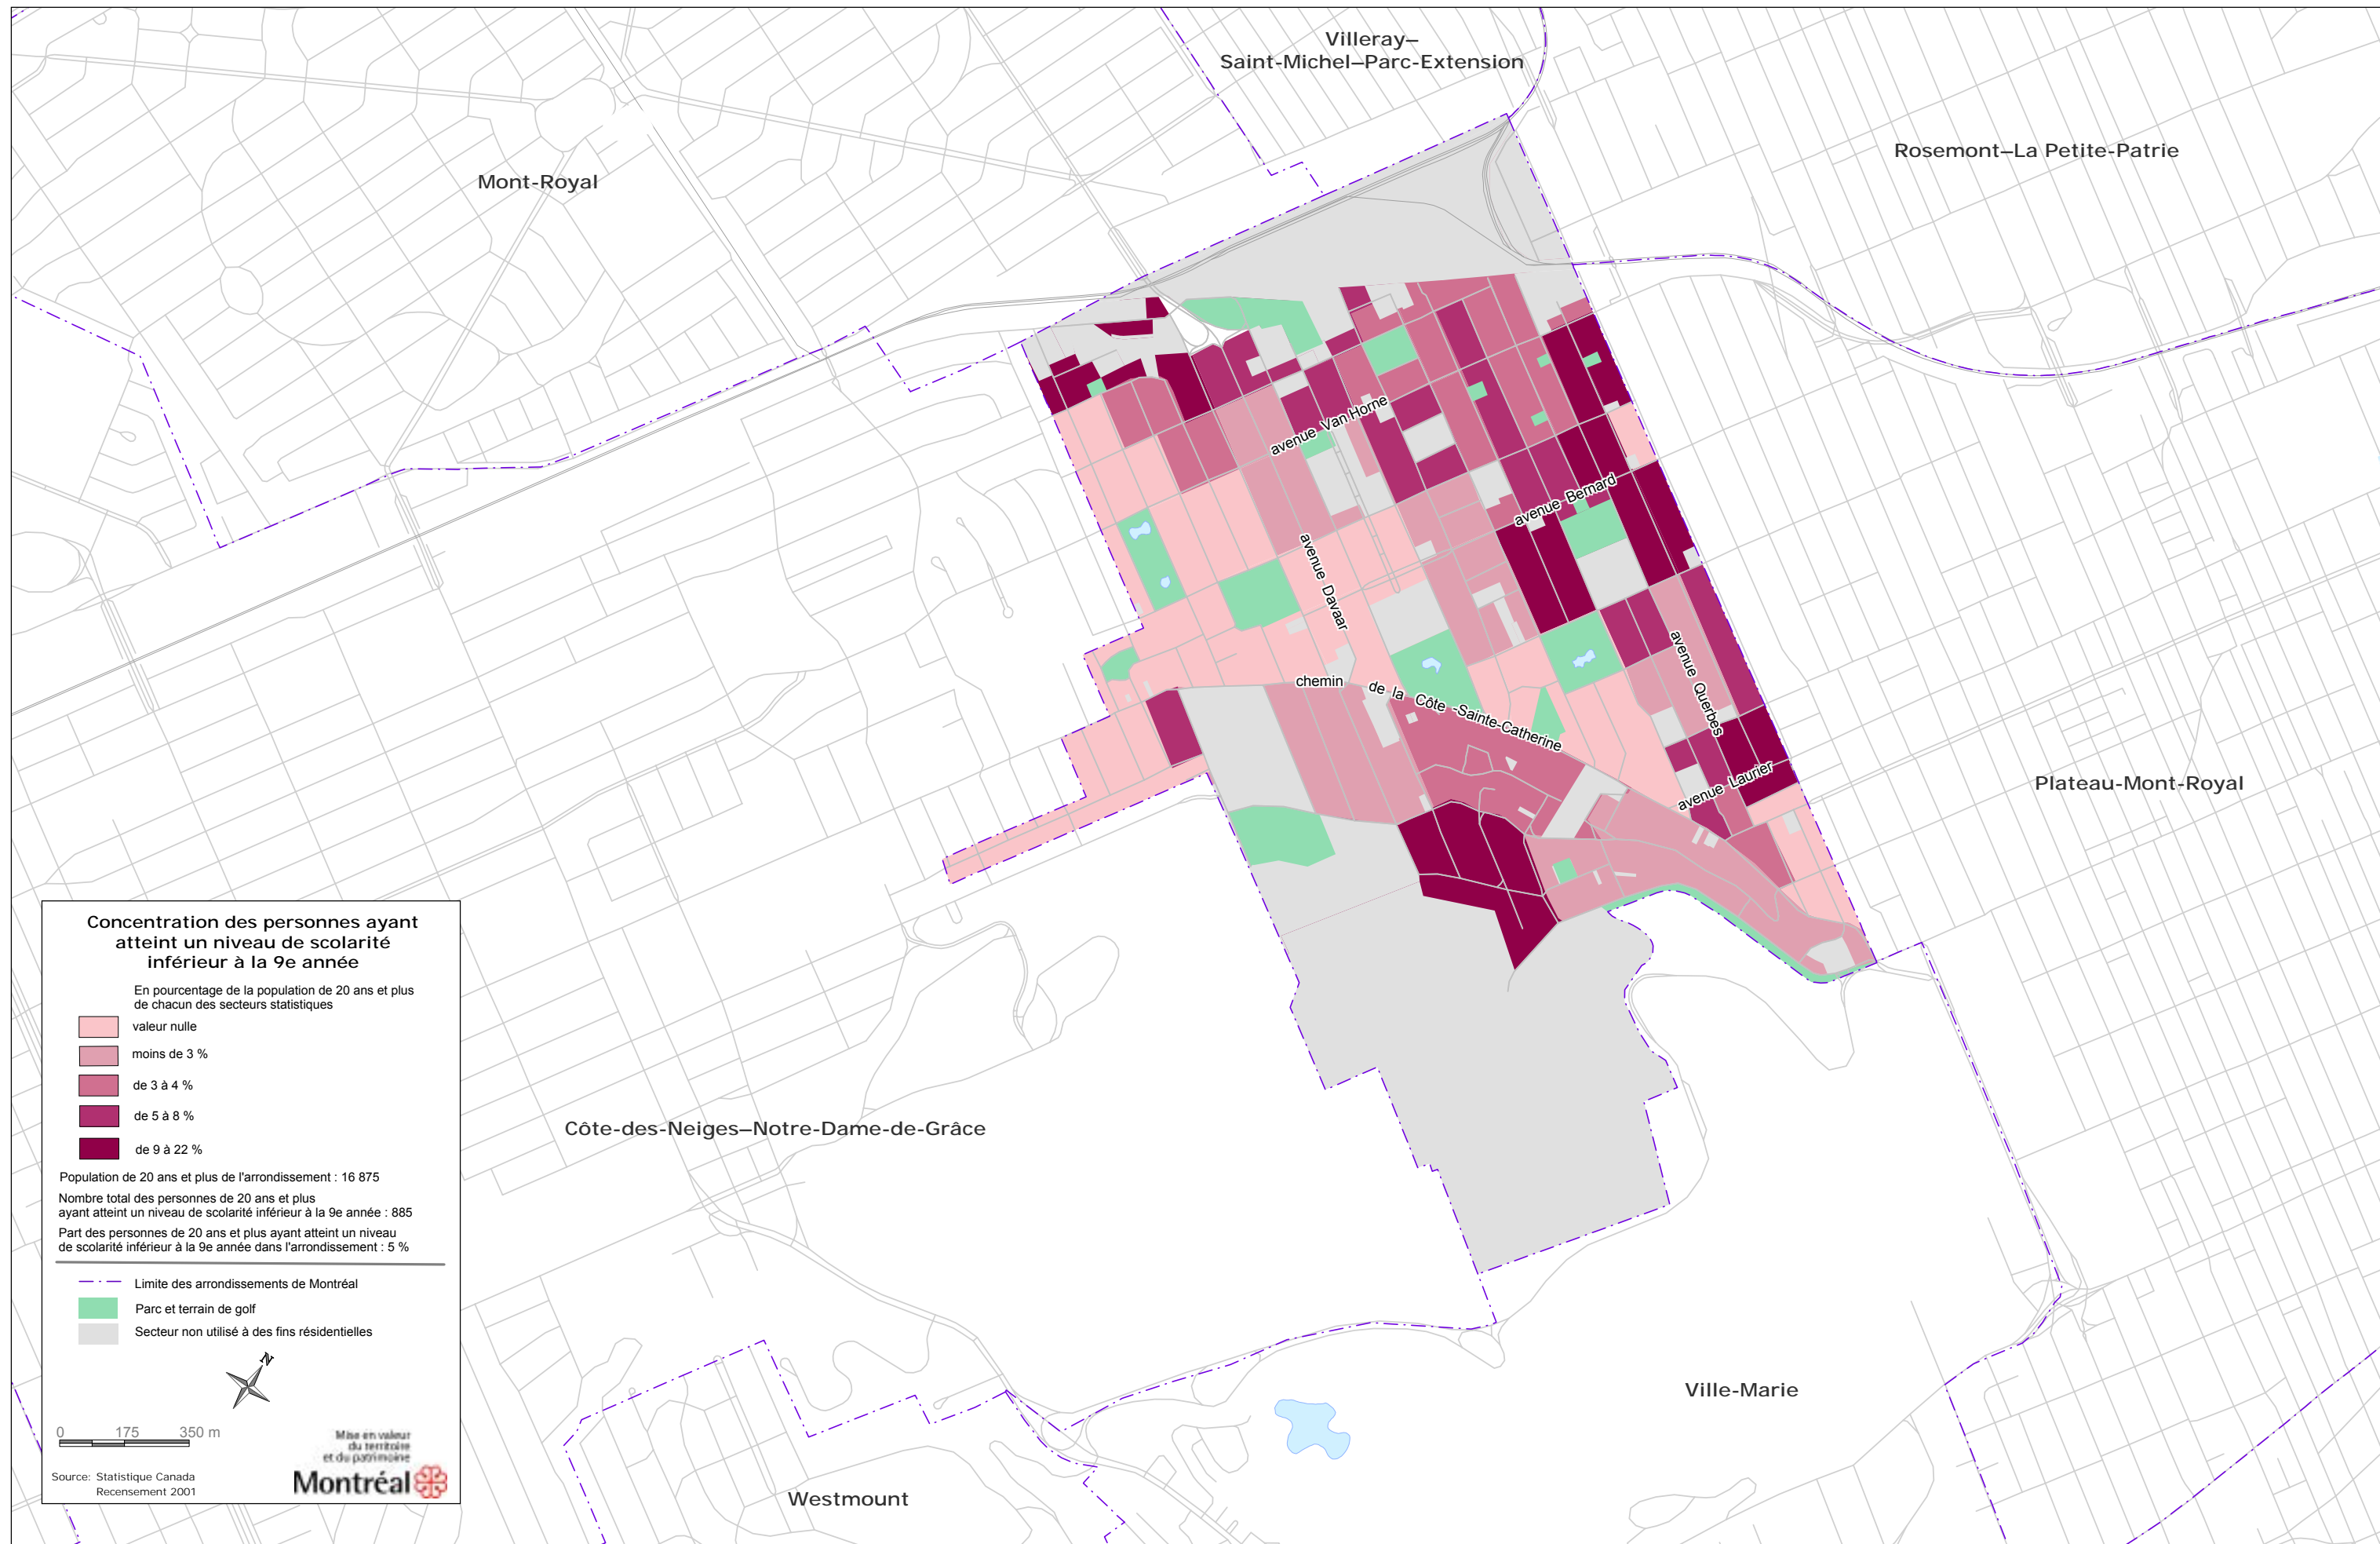 Villeray–
Saint-Michel–Parc-Extension
Rosemont–La Petite-Patrie
Mont-Royal
avenue Van Horne
avenue Bernard
avenue Davaar
chemin de la Côte-Sainte-Catherine
avenue Querbes
avenue Laurier
Plateau-Mont-Royal
Côte-des-Neiges–Notre-Dame-de-Grâce
Ville-Marie
Westmount
Concentration des personnes ayant
atteint un niveau de scolarité
inférieur à la 9e année
En pourcentage de la population de 20 ans et plus
de chacun des secteurs statistiques
valeur nulle
moins de 3 %
de 3 à 4 %
de 5 à 8 %
de 9 à 22 %
Population de 20 ans et plus de l'arrondissement : 16 875
Nombre total des personnes de 20 ans et plus
ayant atteint un niveau de scolarité inférieur à la 9e année : 885
Part des personnes de 20 ans et plus ayant atteint un niveau
de scolarité inférieur à la 9e année dans l'arrondissement : 5 %
Limite des arrondissements de Montréal
Parc et terrain de golf
Secteur non utilisé à des fins résidentielles
N
0 175 350 m
Mise en valeur
du territoire
et du patrimoine
Montréal
Source: Statistique Canada
Recensement 2001